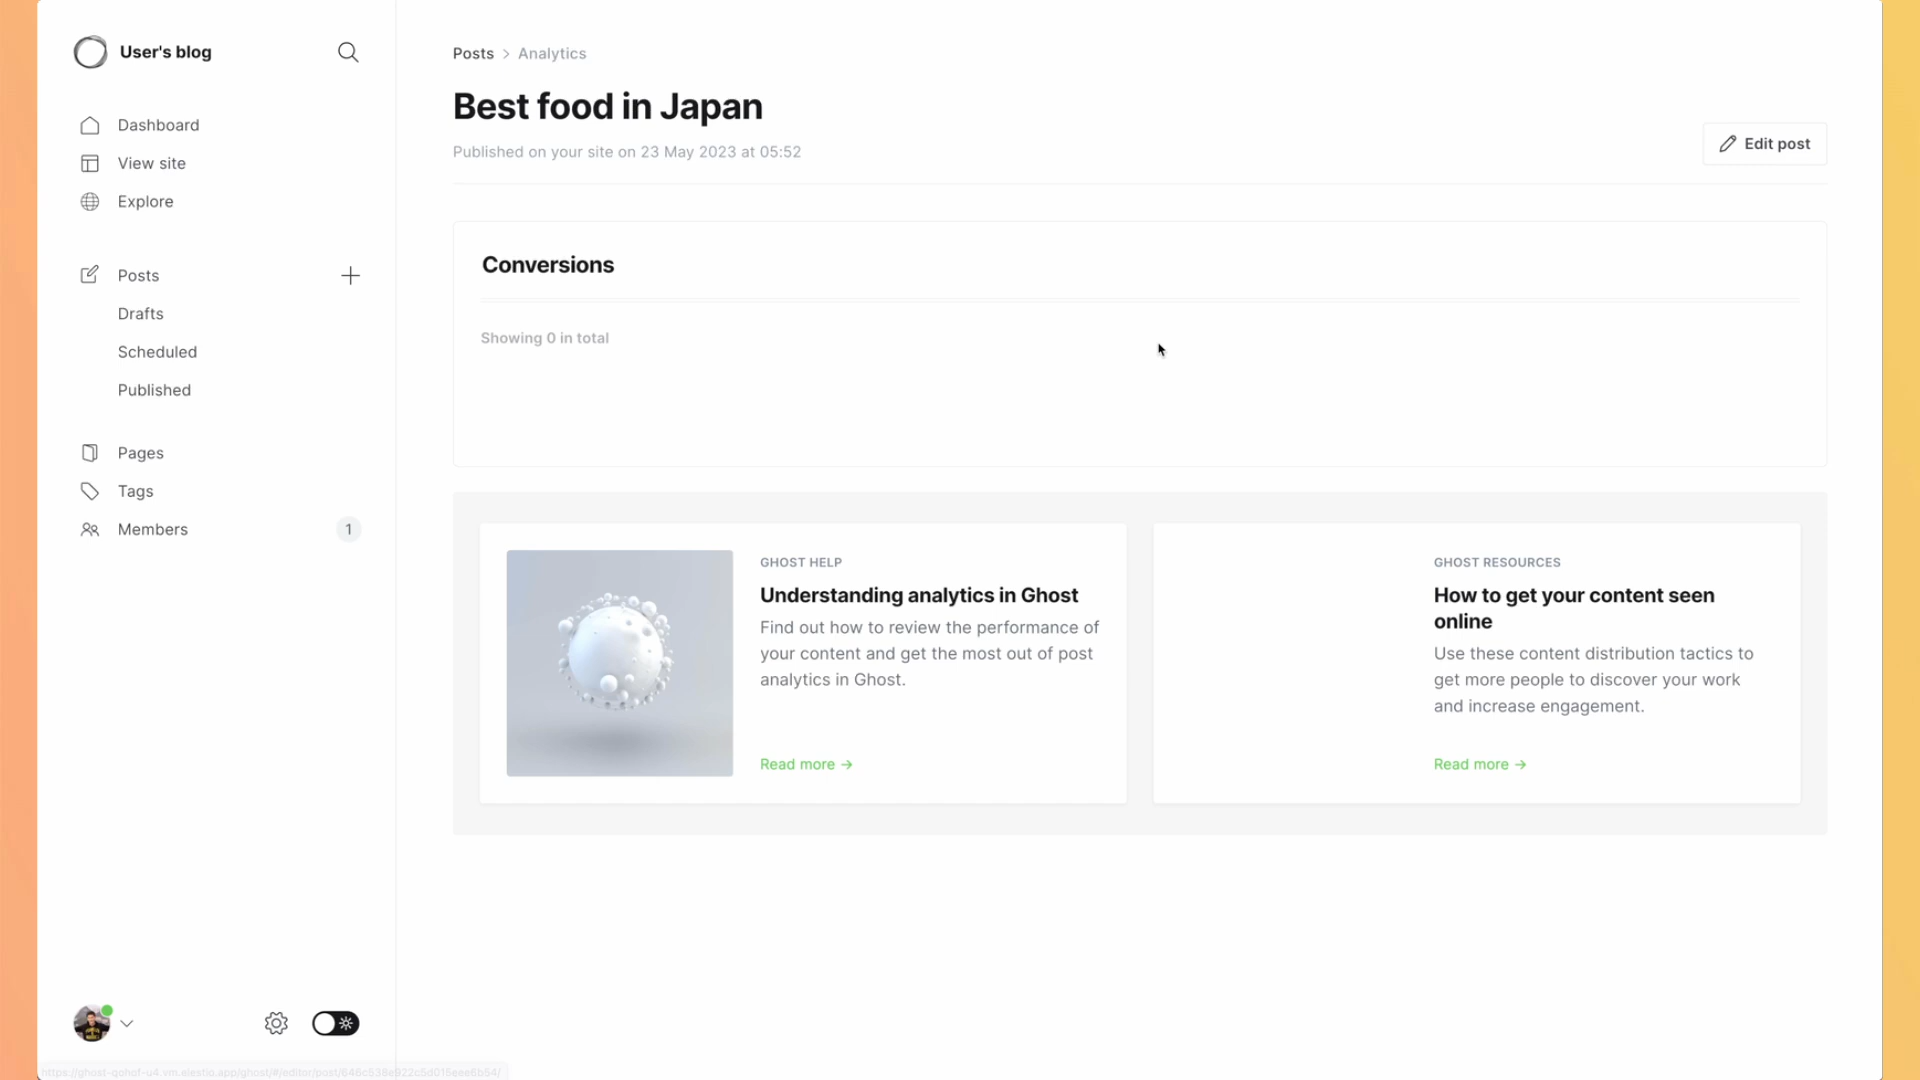 User's blog
Dashboard
View site
Explore
Posts
Drafts
Scheduled
Published
Pages
Tags
Members 1
Posts > Analytics
Best food in Japan
Published on your site on 23 May 2023 at 05:52
Edit post
Conversions
Showing 0 in total
GHOST HELP
Understanding analytics in Ghost
Find out how to review the performance of
your content and get the most out of post
analytics in Ghost.
Read more →
GHOST RESOURCES
How to get your content seen
online
Use these content distribution tactics to
get more people to discover your work
and increase engagement.
Read more →